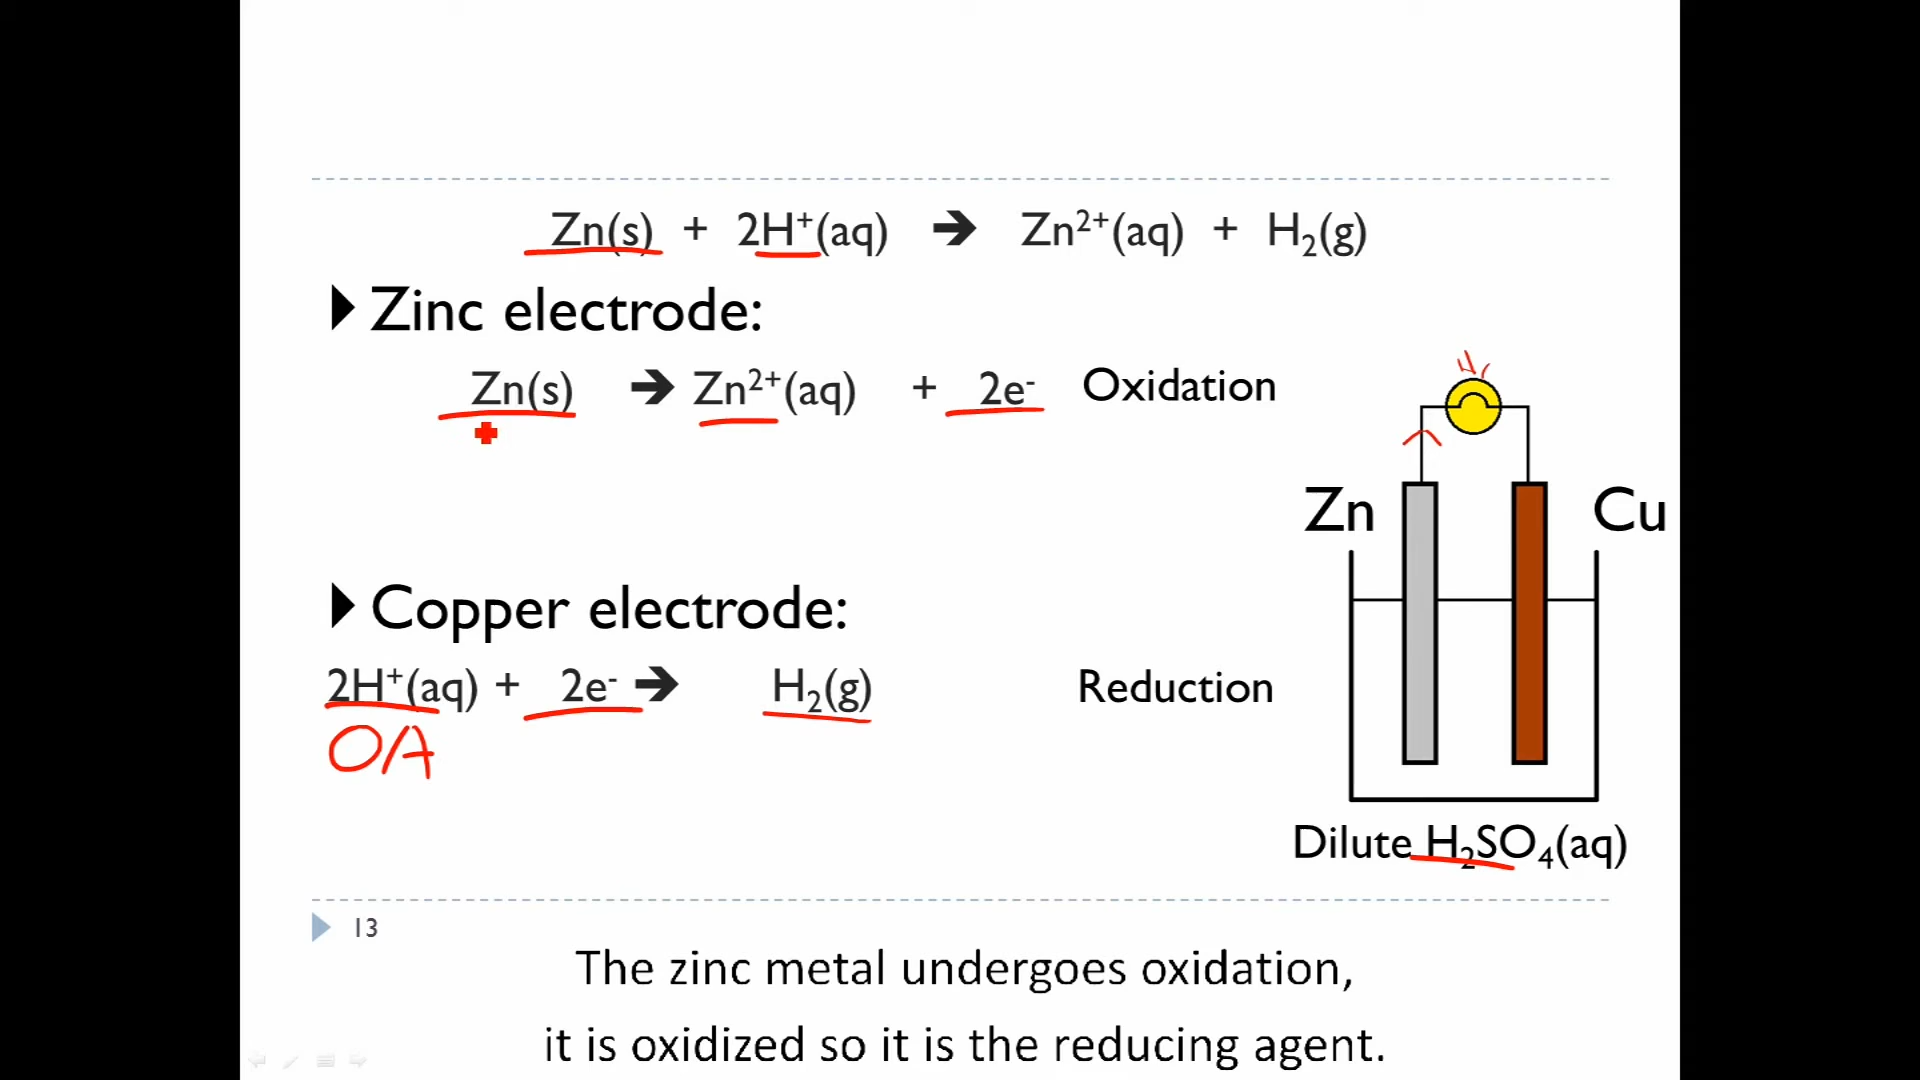 Zn(s) + 2H⁺(aq) ➔ Zn²⁺(aq) + H₂(g)
Zinc electrode:
Zn(s) ➔ Zn²⁺(aq) + 2e⁻ Oxidation
Zn Cu
Copper electrode:
2H⁺(aq) + 2e⁻ ➔ H₂(g) Reduction
OA
Dilute H₂SO₄(aq)
13
The zinc metal undergoes oxidation,
it is oxidized so it is the reducing agent.